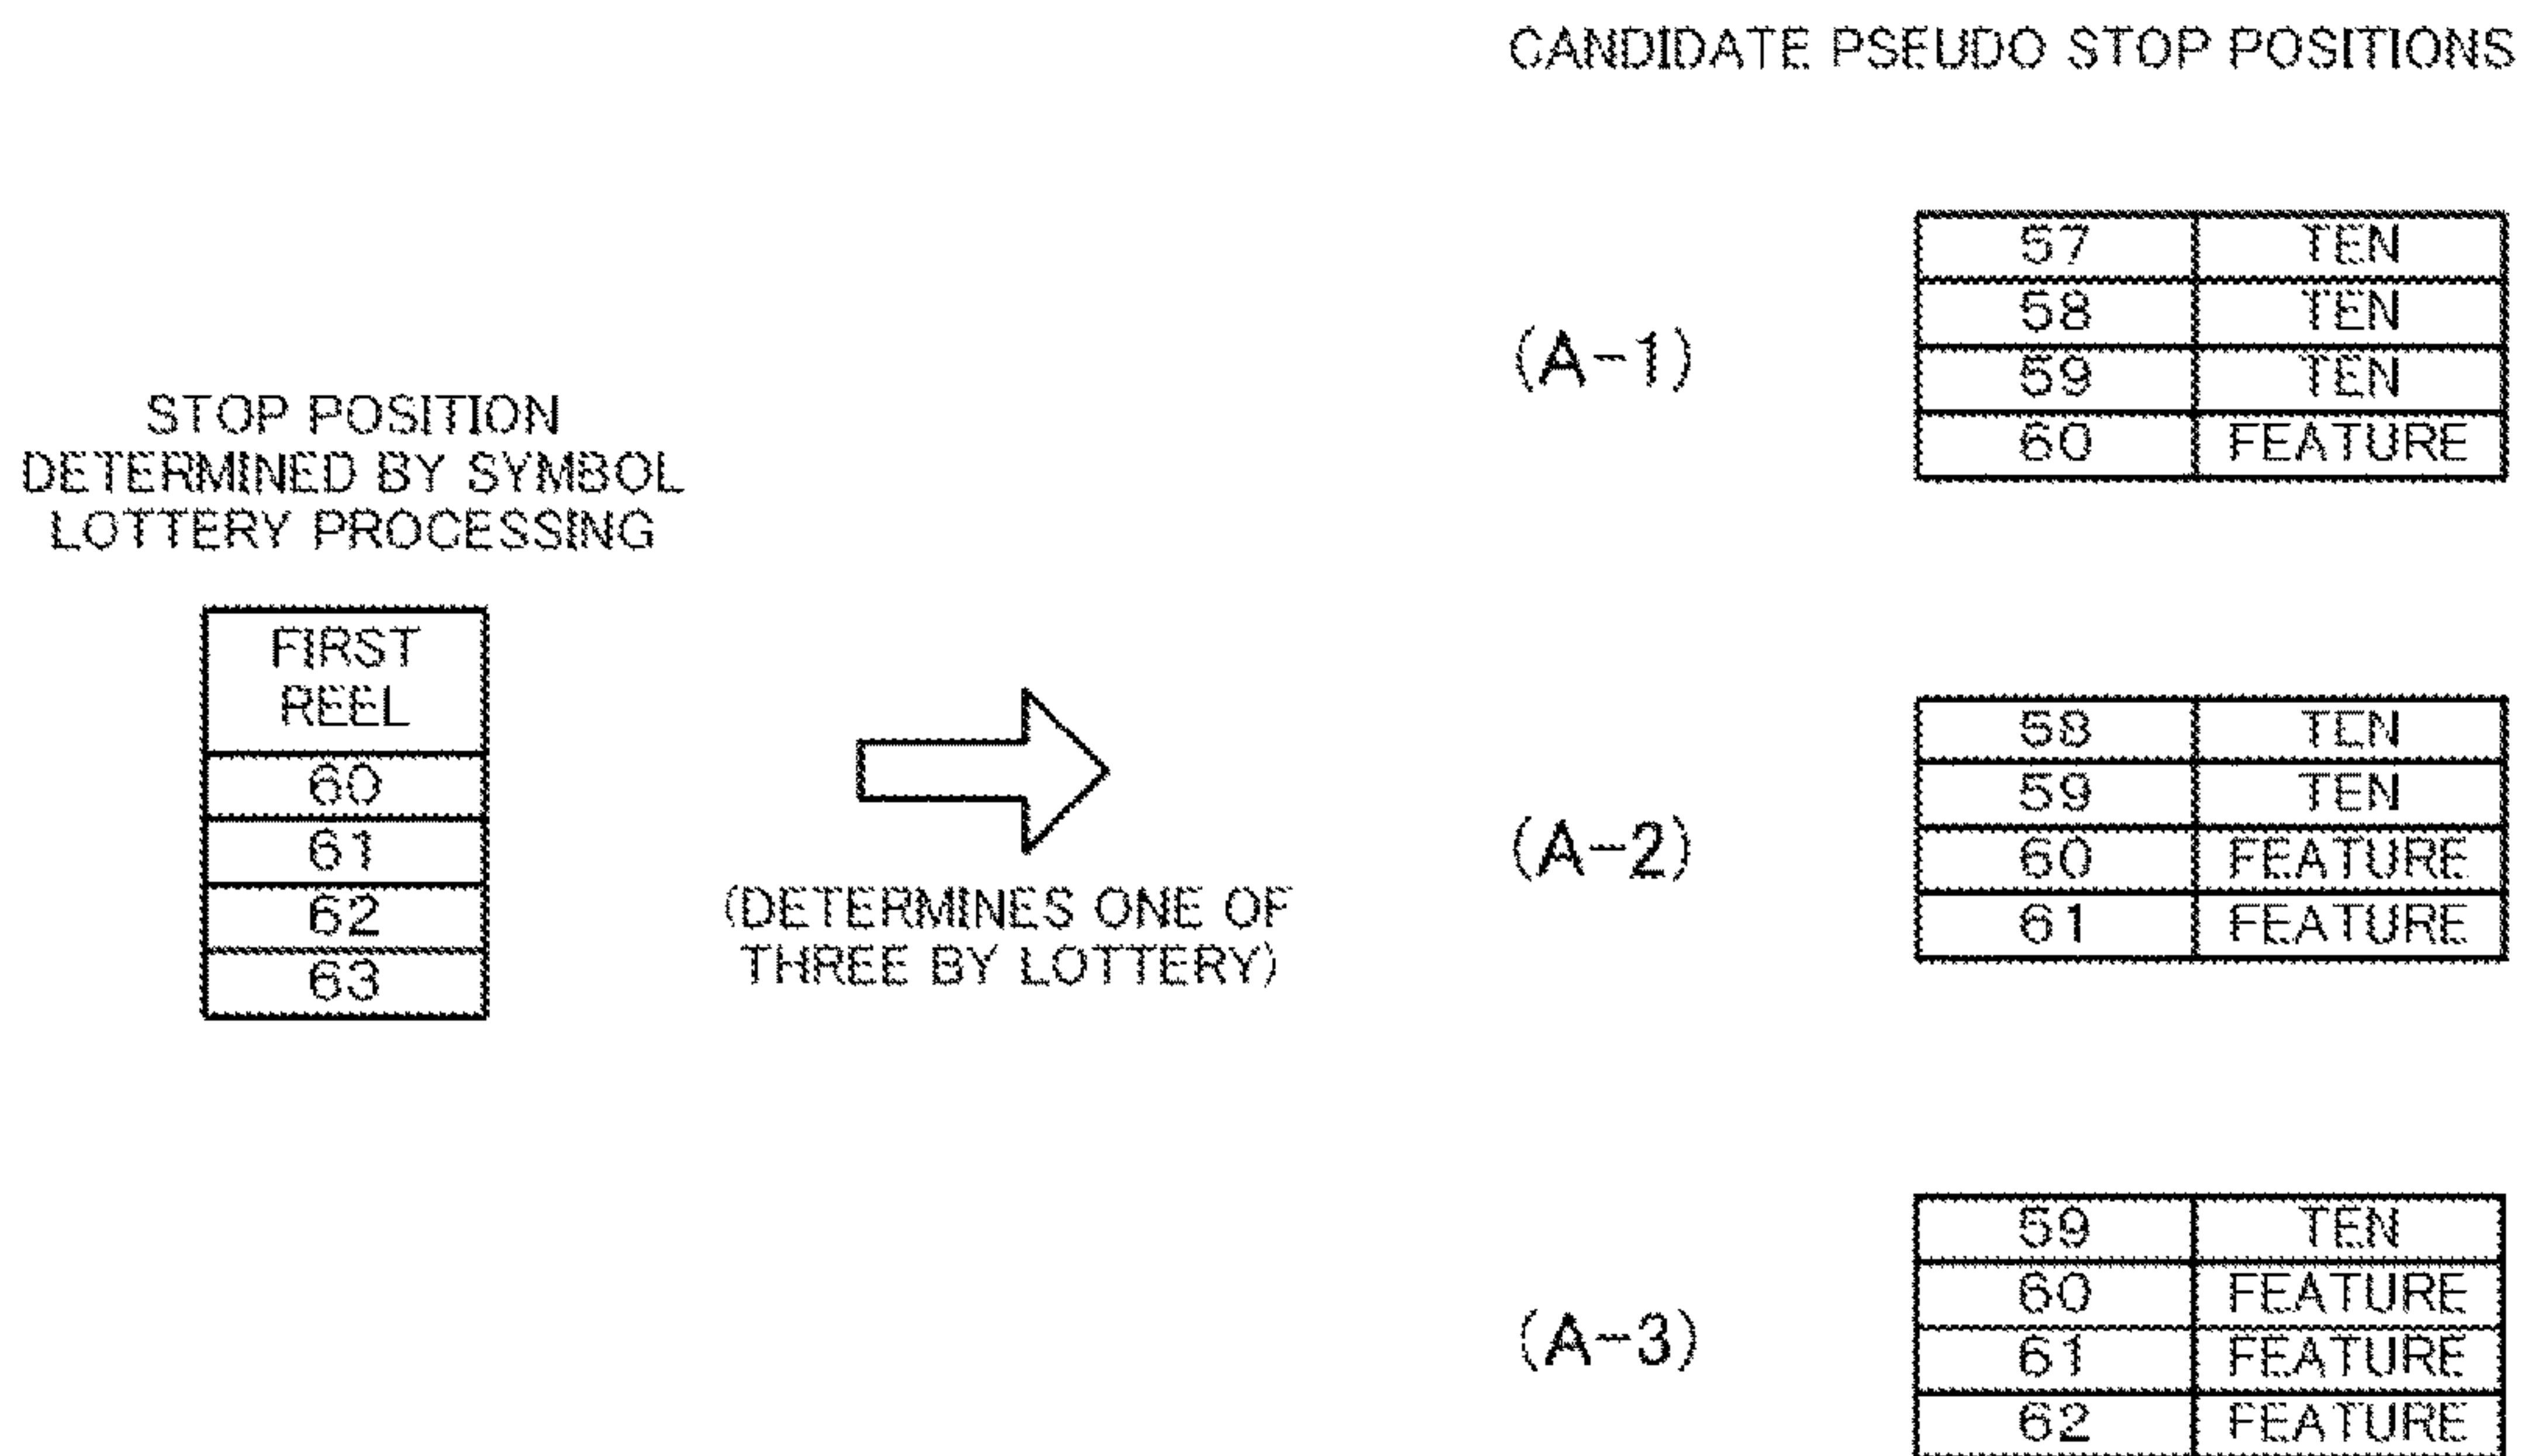 CANDIDATE PSEUDO STOP POSITIONS
STOP POSITION
DETERMINED BY SYMBOL
LOTTERY PROCESSING
FIRST
REEL
60
61
62
63
(DETERMINES ONE OF
THREE BY LOTTERY)
(A-1)
57 TEN
58 TEN
59 TEN
60 FEATURE
(A-2)
58 TEN
59 TEN
60 FEATURE
61 FEATURE
(A-3)
59 TEN
60 FEATURE
61 FEATURE
62 FEATURE